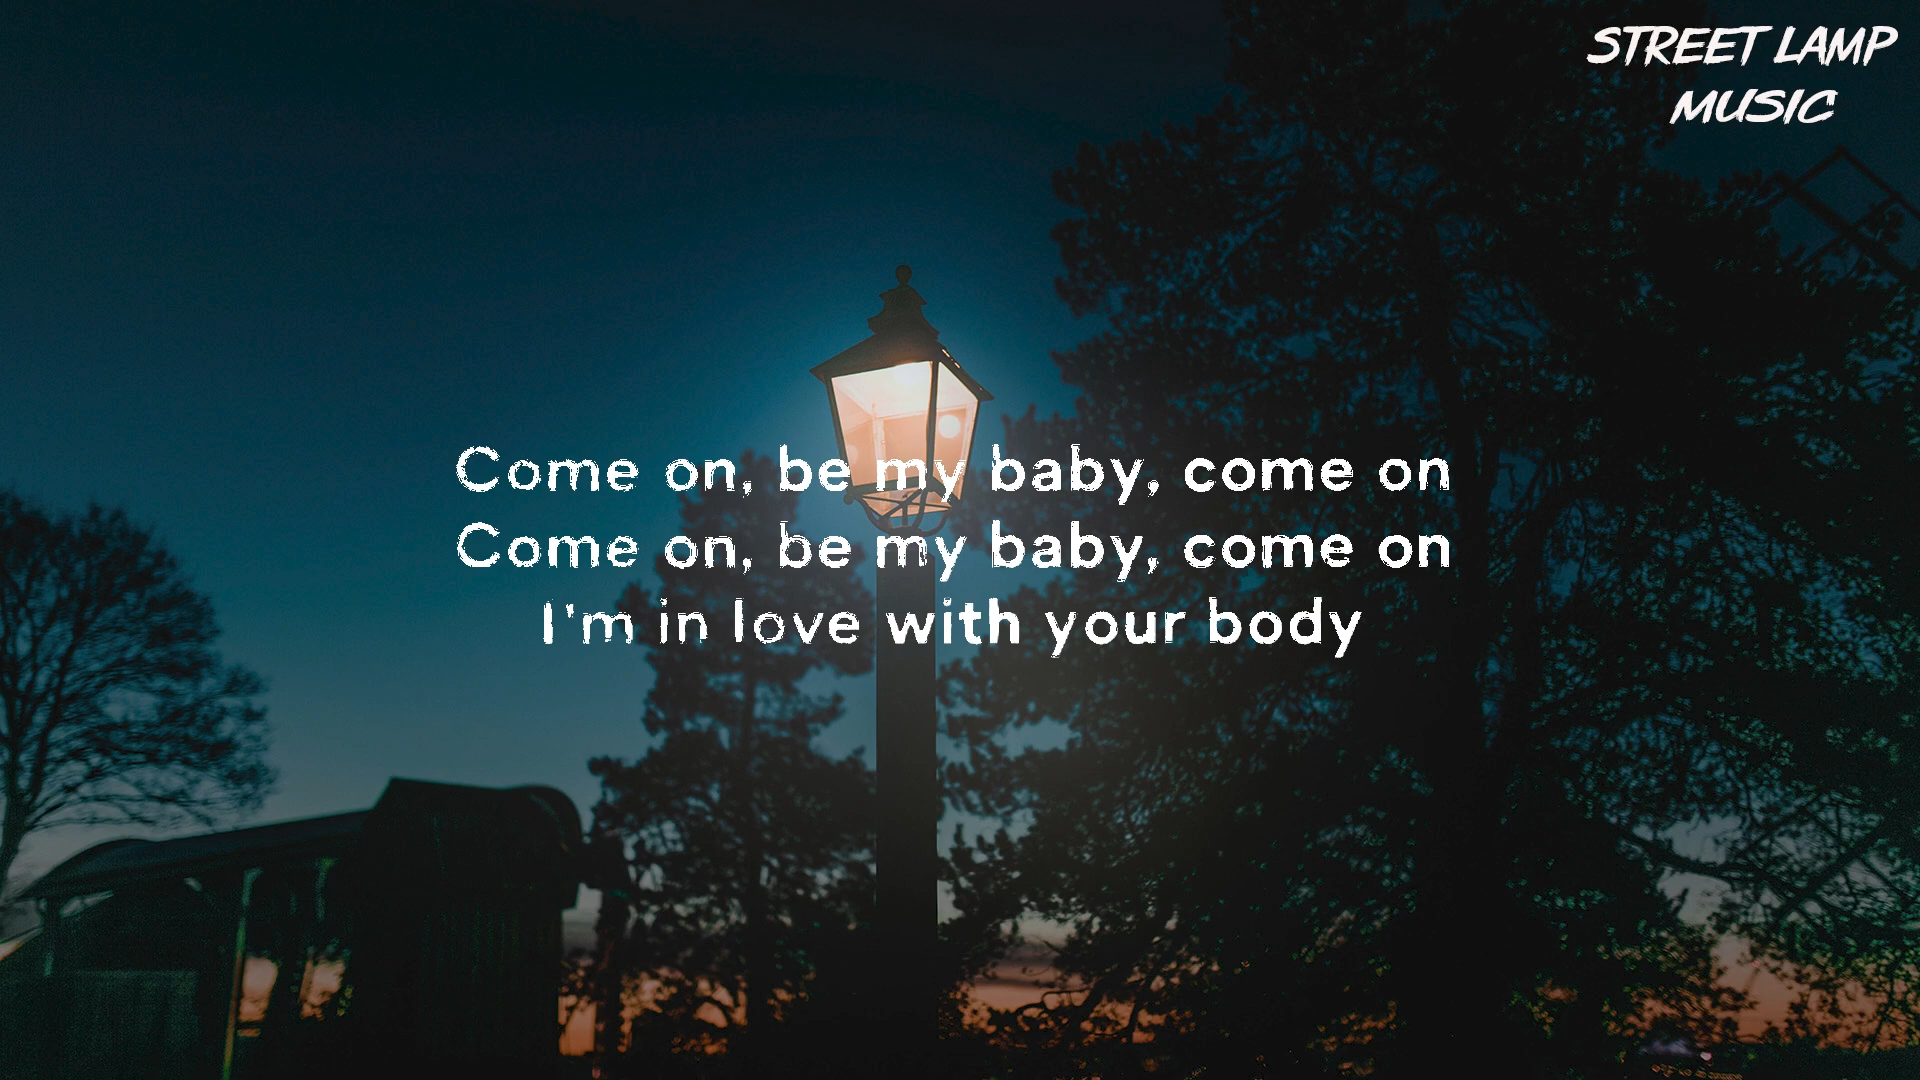 STREET LAMP
MUSIC
Come on, be my baby, come on
Come on, be my baby, come on
I'm in love with your body